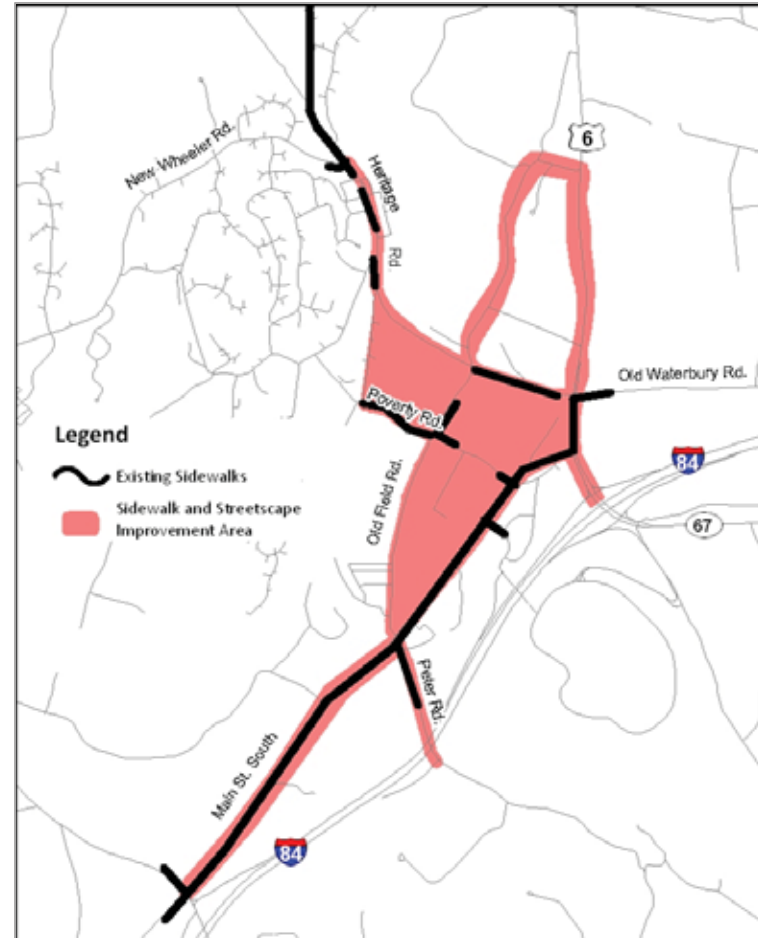 6
New Wheeler Rd.
Heritage
Rd.
Old Waterbury Rd.
Poverty Rd.
Legend
84
Existing Sidewalks
Old Field Rd.
Sidewalk and Streetscape
Improvement Area
67
Peter Rd.
Main St. South
84